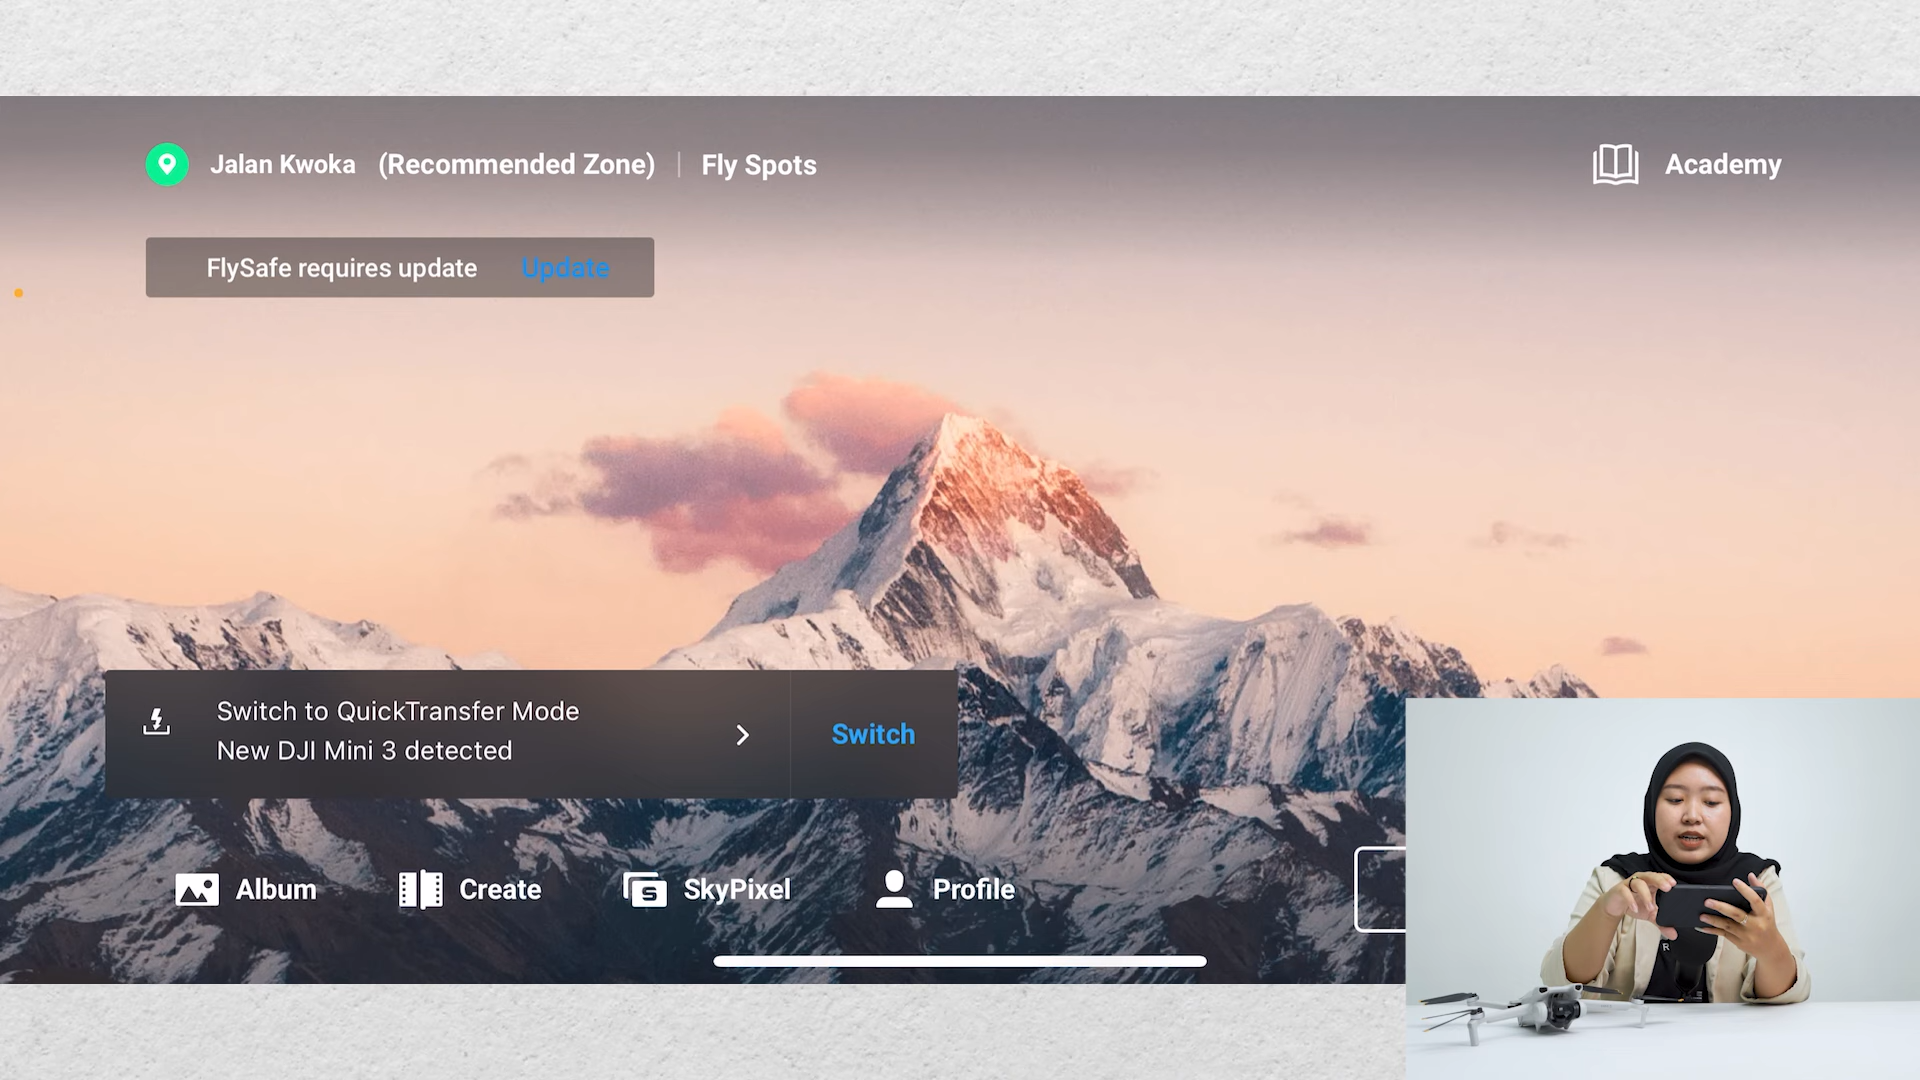 Jalan Kwoka (Recommended Zone) | Fly Spots
Academy
FlySafe requires update Update
Switch to QuickTransfer Mode
New DJI Mini 3 detected
Switch
Album
Create
SkyPixel
Profile